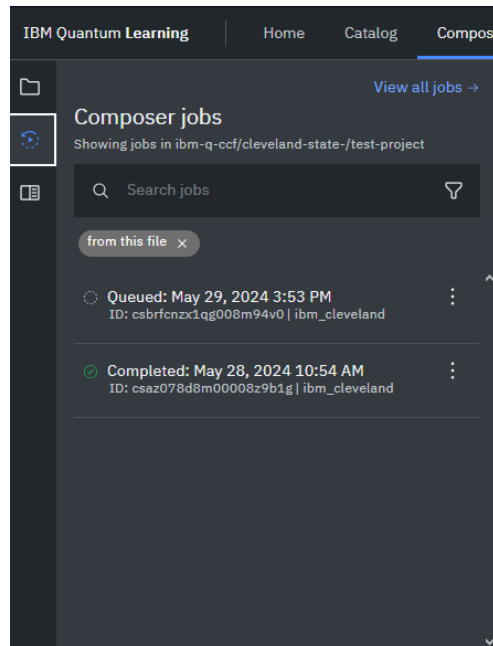 IBM Quantum Learning Home Catalog Compos
View all jobs →
Composer jobs
Showing jobs in ibm-q-ccf/cleveland-state-/test-project
Search jobs
from this file ×
Queued: May 29, 2024 3:53 PM
ID: csbrfcnzx1qg008m94v0 | ibm_cleveland
Completed: May 28, 2024 10:54 AM
ID: csaz078d8m00008z9b1g | ibm_cleveland